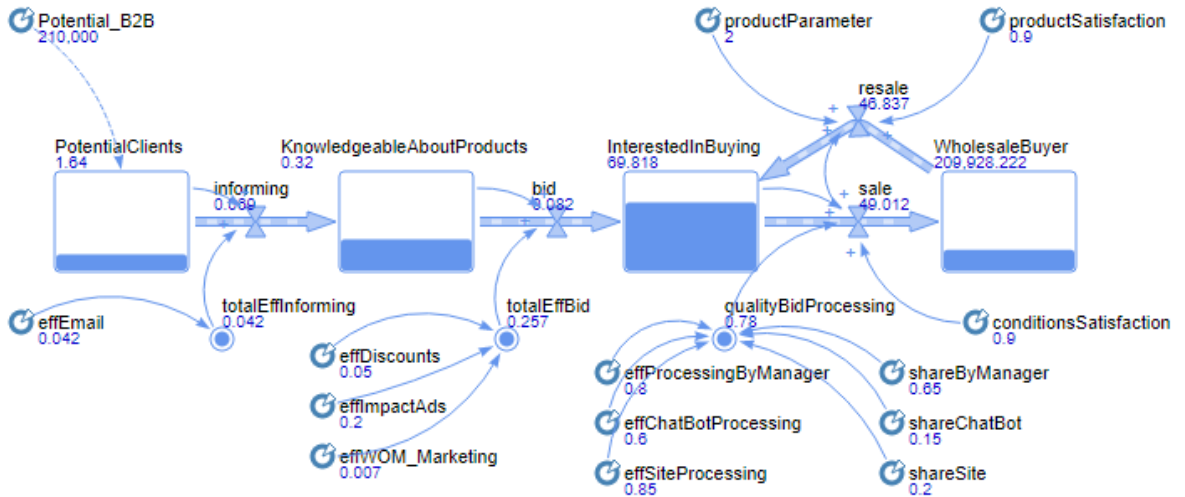 Potential_B2B
210,000
productParameter
2
productSatisfaction
0.9
resale
46.837
PotentialClients
1.64
KnowledgeableAboutProducts
0.32
InterestedInBuying
69.818
WholesaleBuyer
209,928.222
informing
0.069
bid
0.082
sale
49.012
totalEffInforming
0.042
totalEffBid
0.257
qualityBidProcessing
0.78
effEmail
0.042
conditionsSatisfaction
0.9
effDiscounts
0.05
effProcessingByManager
0.8
shareByManager
0.65
effImpactAds
0.2
effChatBotProcessing
0.6
shareChatBot
0.15
effWOM_Marketing
0.007
effSiteProcessing
0.85
shareSite
0.2